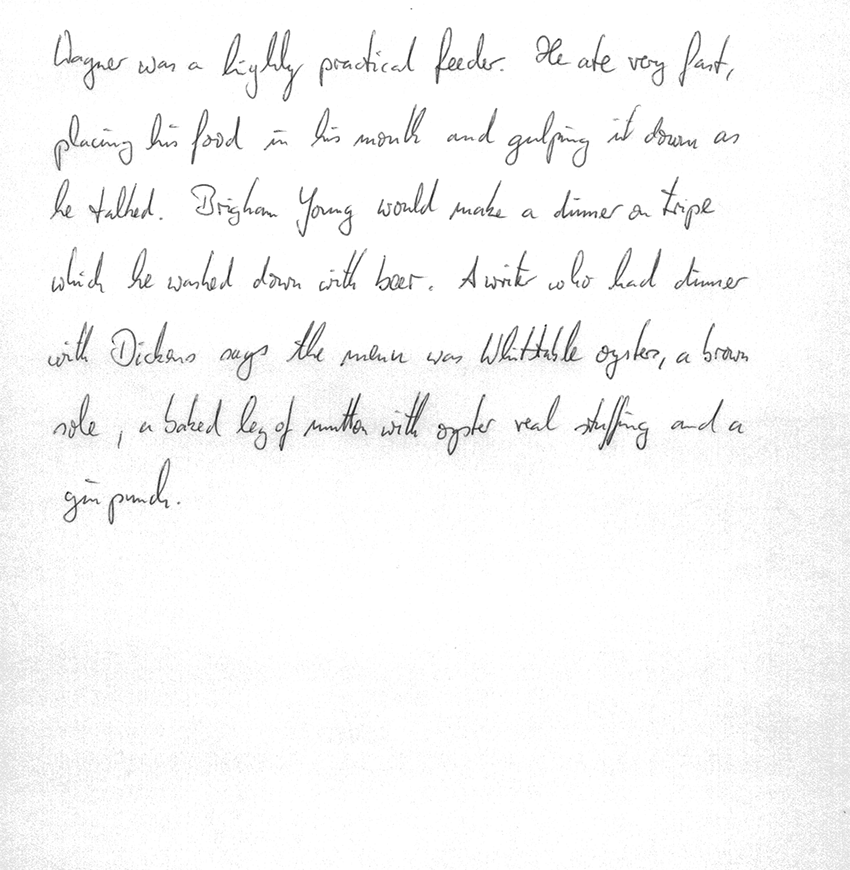 Wagner was a highly practical feeder. He ate very fast,
placing his food in his mouth and gulping it down as
he talked. Brigham Young would make a dinner on tripe
which he washed down with beer. A writer who had dinner
with Dickens says the menu was Whittable oysters, a brown
sole, a baked leg of mutton with oyster veal stuffing and a
gin punch.